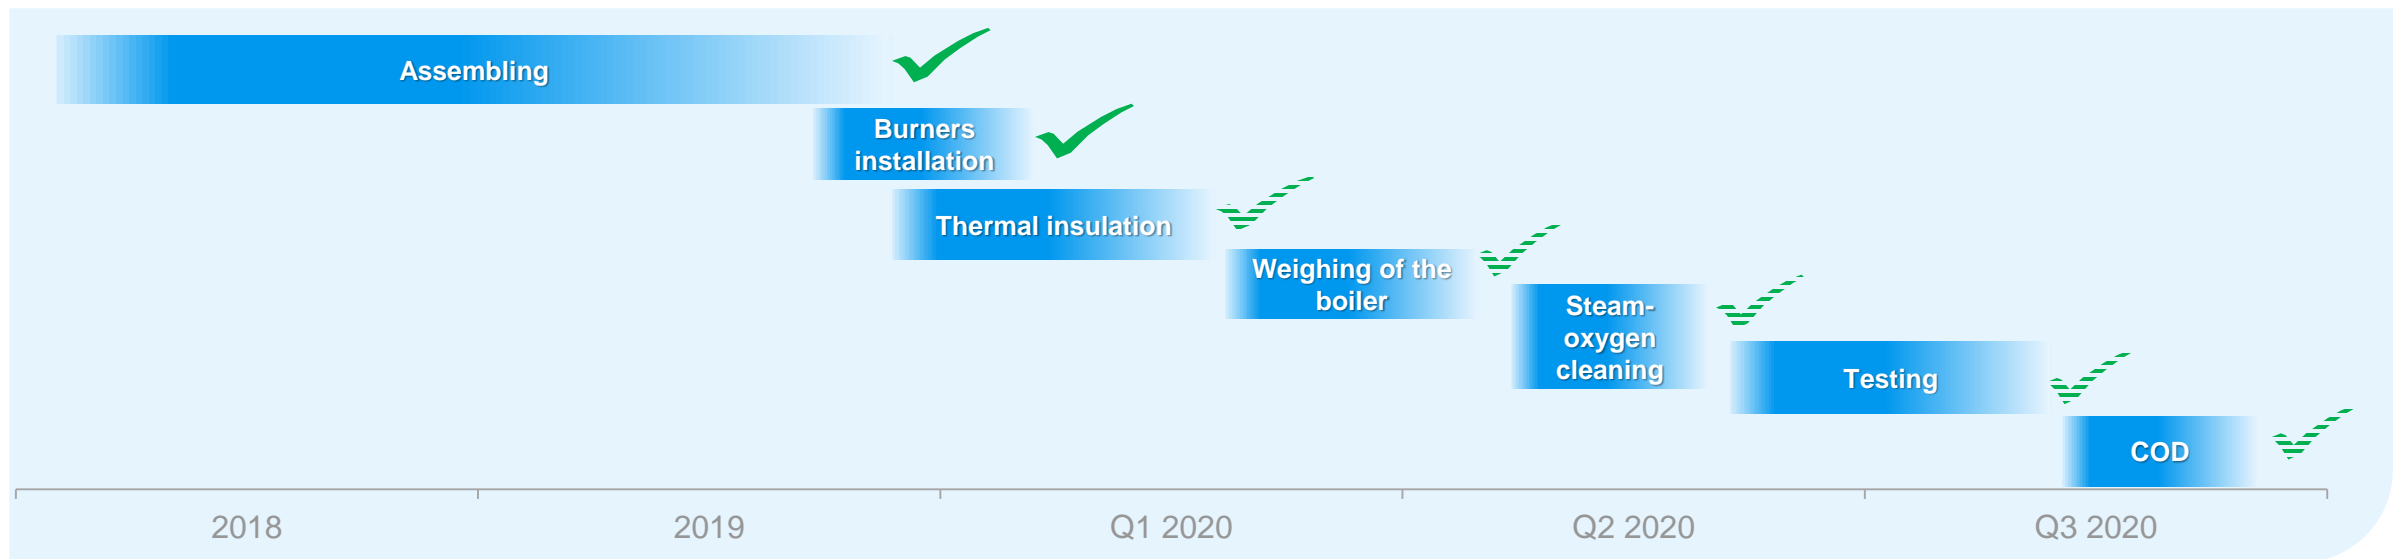 Assembling
Burners
installation
Thermal insulation
Weighing of the
boiler
Steam-
oxygen
cleaning
Testing
COD
2018
2019
Q1 2020
Q2 2020
Q3 2020